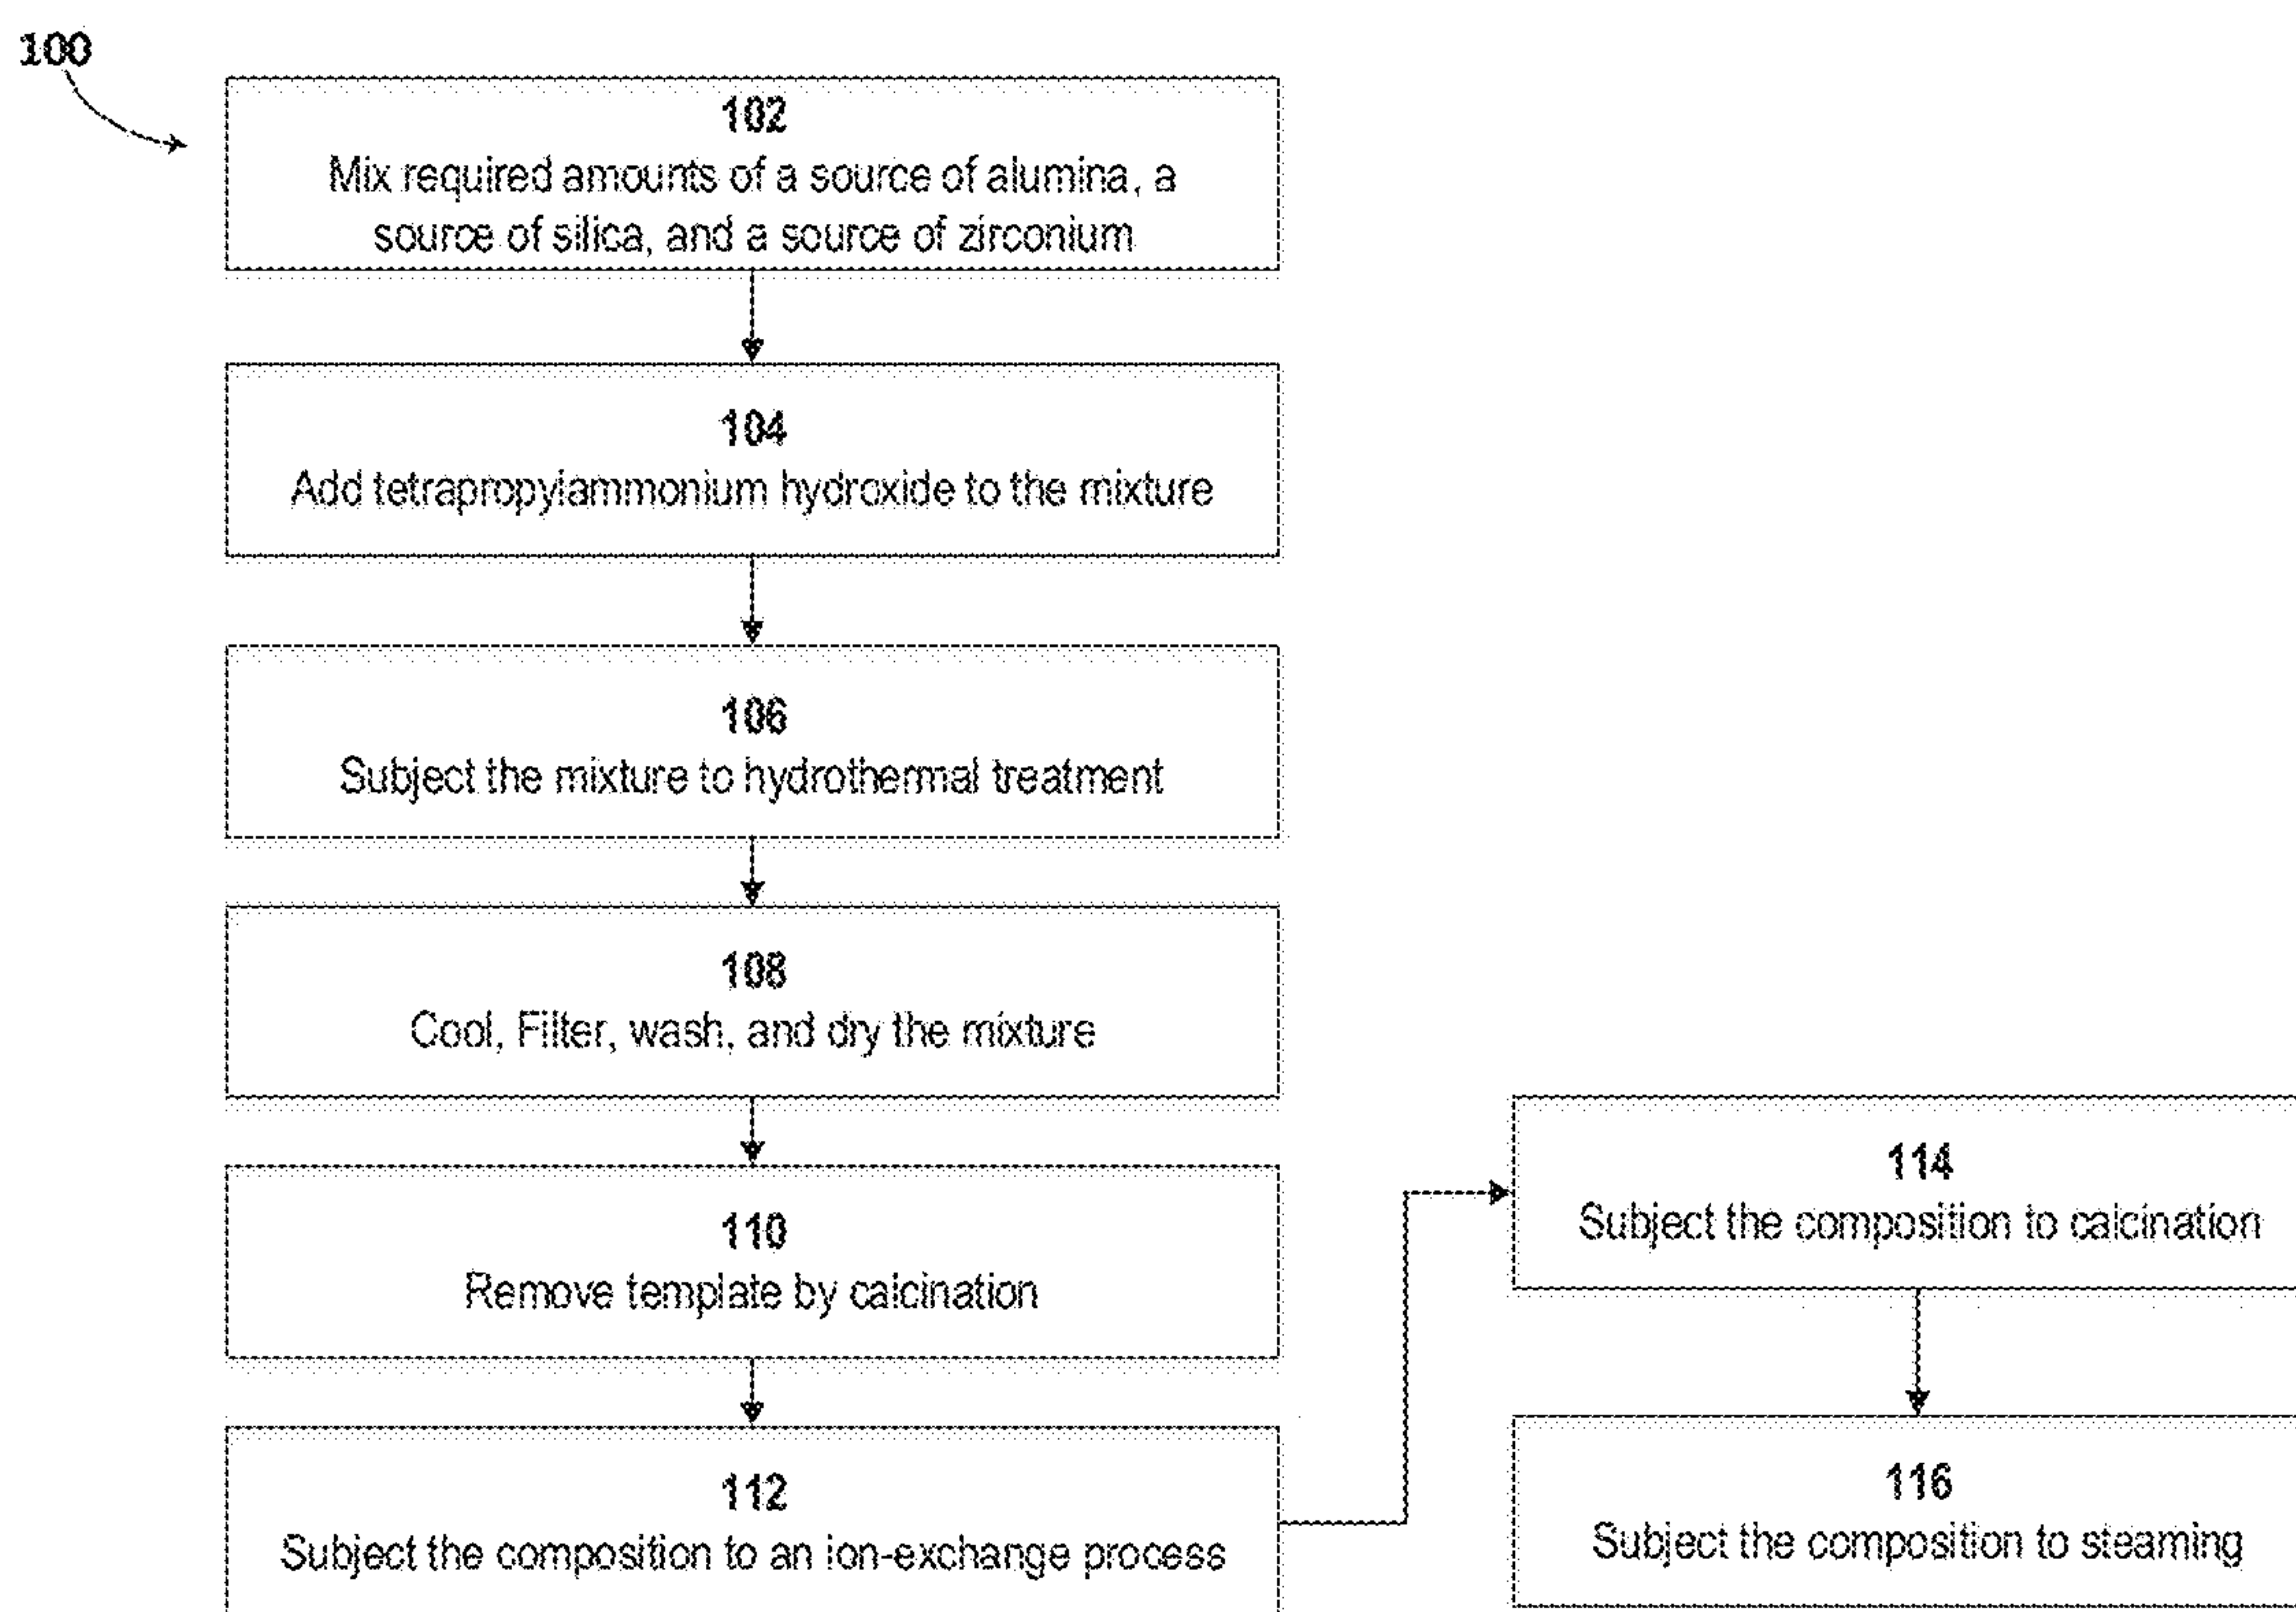 100
102
Mix required amounts of a source of alumina, a
source of silica, and a source of zirconium
104
Add tetrapropylammonium hydroxide to the mixture
106
Subject the mixture to hydrothermal treatment
108
Cool, Filter, wash, and dry the mixture
110
Remove template by calcination
112
Subject the composition to an ion-exchange process
114
Subject the composition to calcination
116
Subject the composition to steaming